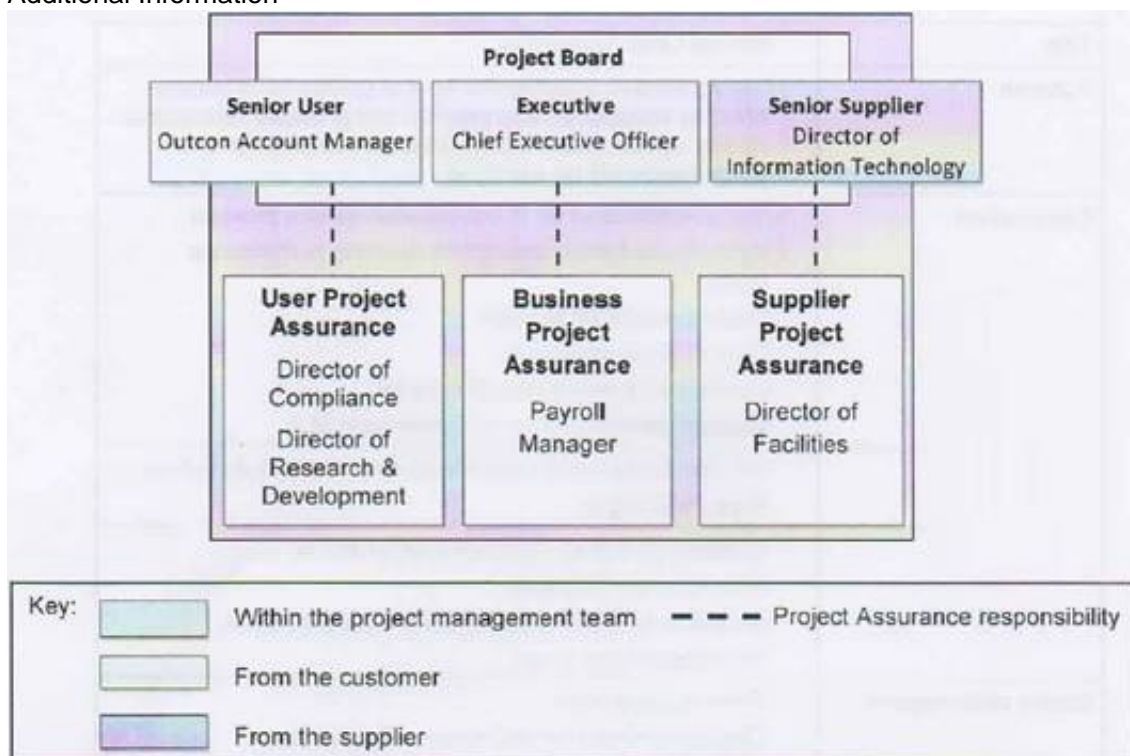 Additional Information
Project Board
Senior User
Outcon Account Manager
Executive
Chief Executive Officer
Senior Supplier
Director of
Information Technology
User Project
Assurance
Director of
Compliance
Director of
Research &
Development
Business
Project
Assurance
Payroll
Manager
Supplier
Project
Assurance
Director of
Facilities
Key:
Within the project management team
Project Assurance responsibility
From the customer
From the supplier